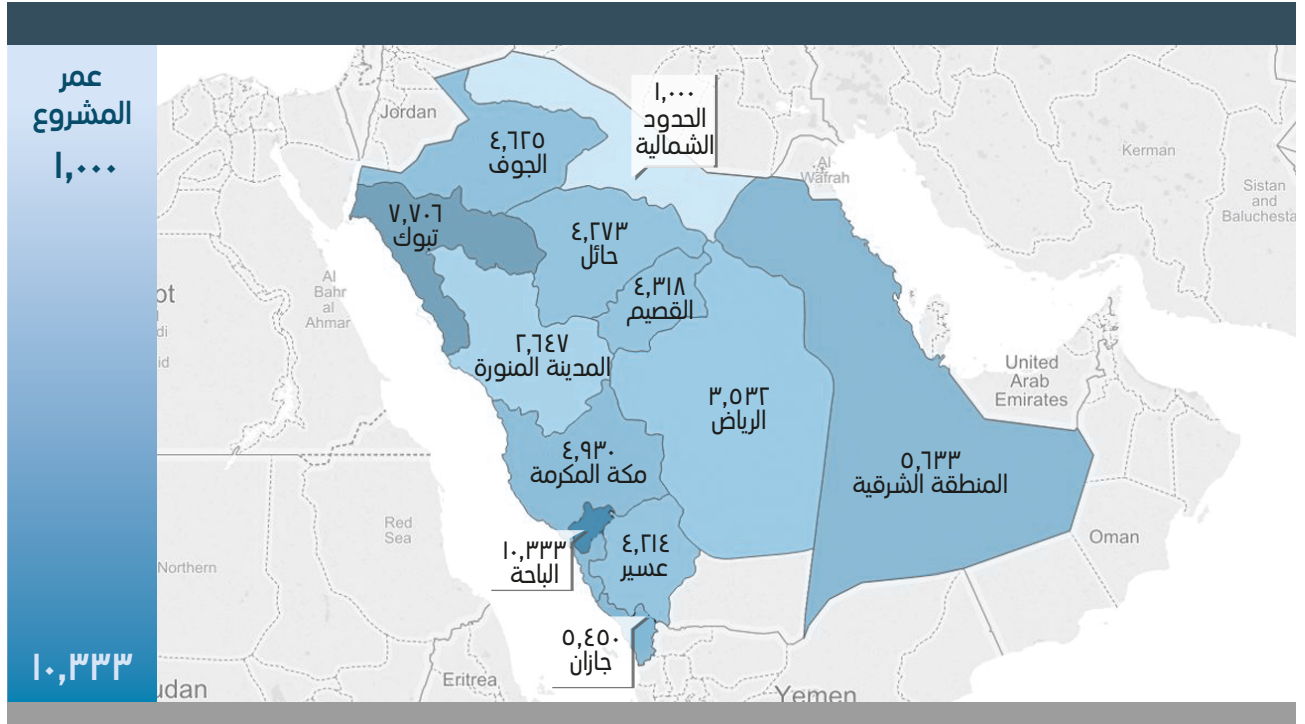 عمر
المشروع
١,٠٠٠
١٠,٣٣٣
١,٠٠٠
الحدود
الشمالية
٤,٦٢٥
الجوف
٧,٧٠٦
تبوك
٤,٢٧٣
حائل
٤,٣١٨
القصيم
٢,٦٤٧
المدينة المنورة
٣,٥٣٢
الرياض
٤,٩٣٠
مكة المكرمة
٥,٦٣٣
المنطقة الشرقية
١٠,٣٣٣
الباحة
٤,٢١٤
عسير
٥,٤٥٠
جازان
Jordan
Al
Wafrah
Kerman
Sistan
and
Baluchesta
Al
Bahr
al
Ahmar
ot
di
id
United
Arab
Emirates
Red
Sea
Northern
Oman
Eritrea
Yemen
udan